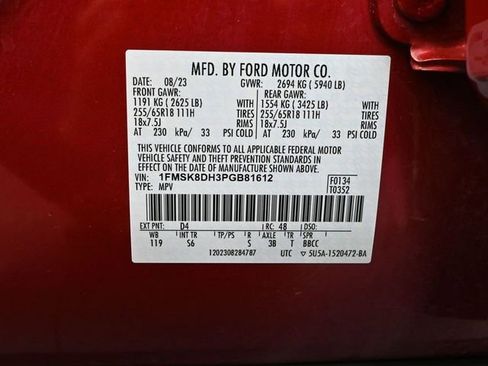 MFD. BY FORD MOTOR CO.
DATE: 08/23 GVWR: 2694 KG ( 5940 LB)
FRONT GAWR: REAR GAWR:
1191 KG ( 2625 LB) WITH 1554 KG ( 3425 LB) WITH
255/65R18 111H TIRES 255/65R18 111H TIRES
18x7.5J RIMS 18x7.5J RIMS
AT 230 kPa/ 33 PSI COLD AT 230 kPa/ 33 PSI COLD
THIS VEHICLE CONFORMS TO ALL APPLICABLE FEDERAL MOTOR
VEHICLE SAFETY AND THEFT PREVENTION STANDARDS IN EFFECT ON THE
DATE OF MANUFACTURE SHOWN ABOVE.
VIN: 1FMSK8DH3PGB81612 F0134
TYPE: MPV T0352
EXT PNT: D4 RC: 48 DSO:
WB INT TR TP/PS R AXLE TR SPR
119 S6 S 3B T BBCC
1202308284787 UTC ▽ 5U5A-1520472-BA